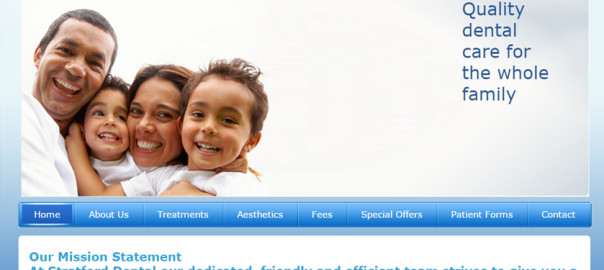 Quality
dental
care for
the whole
family
Home About Us Treatments Aesthetics Fees Special Offers Patient Forms Contact
Our Mission Statement
At Stratford Dental our dedicated, friendly and efficient team strives to give you a